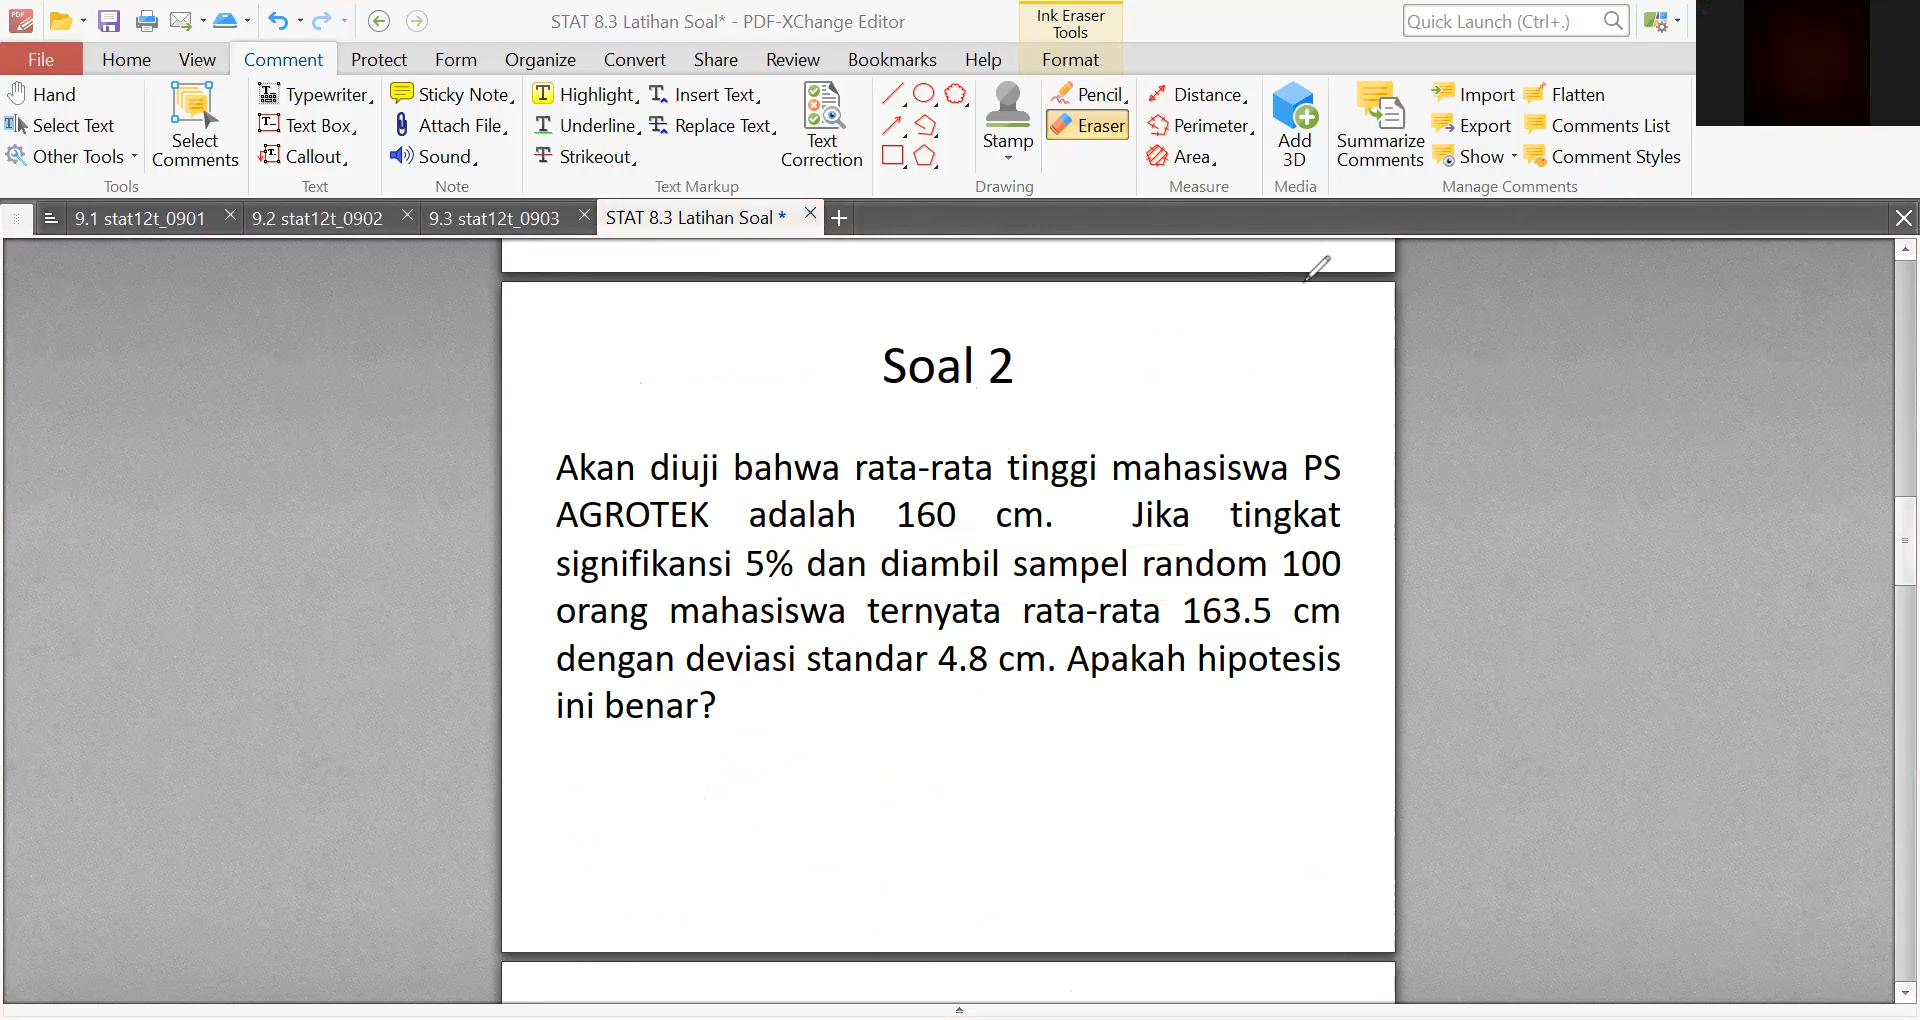 STAT 8.3 Latihan Soal* - PDF-XChange Editor
Ink Eraser Tools
Quick Launch (Ctrl+.)
File Home View Comment Protect Form Organize Convert Share Review Bookmarks Help Format
Hand
Select Text
Other Tools
Select Comments
Tools
Typewriter
Text Box
Callout
Text
Sticky Note
Attach File
Sound
Note
Highlight
Underline
Strikeout
Insert Text
Replace Text
Text Correction
Text Markup
Stamp
Pencil
Eraser
Drawing
Distance
Perimeter
Area
Measure
Add 3D
Media
Summarize Comments
Import
Export
Show
Flatten
Comments List
Comment Styles
Manage Comments
9.1 stat12t_0901
9.2 stat12t_0902
9.3 stat12t_0903
STAT 8.3 Latihan Soal *
Soal 2
Akan diuji bahwa rata-rata tinggi mahasiswa PS
AGROTEK adalah 160 cm. Jika tingkat
signifikansi 5% dan diambil sampel random 100
orang mahasiswa ternyata rata-rata 163.5 cm
dengan deviasi standar 4.8 cm. Apakah hipotesis
ini benar?